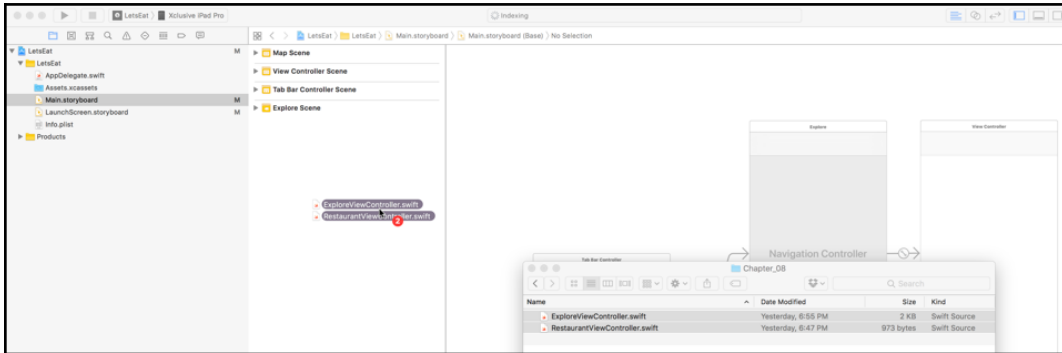 LetsEat Xclusive iPad Pro
Indexing
LetsEat LetsEat Main.storyboard Main.storyboard (Base) No Selection
LetsEat M
LetsEat
AppDelegate.swift
Assets.xcassets
Main.storyboard M
LaunchScreen.storyboard M
Info.plist
Products
Map Scene
View Controller Scene
Tab Bar Controller Scene
Explore Scene
ExploreViewController.swift
RestaurantViewController.swift
2
Explore
View Controller
Navigation Controller
Tab Bar Controller
Chapter_08
Search
Name Date Modified Size Kind
ExploreViewController.swift Yesterday, 6:55 PM 2 KB Swift Source
RestaurantViewController.swift Yesterday, 6:47 PM 973 bytes Swift Source